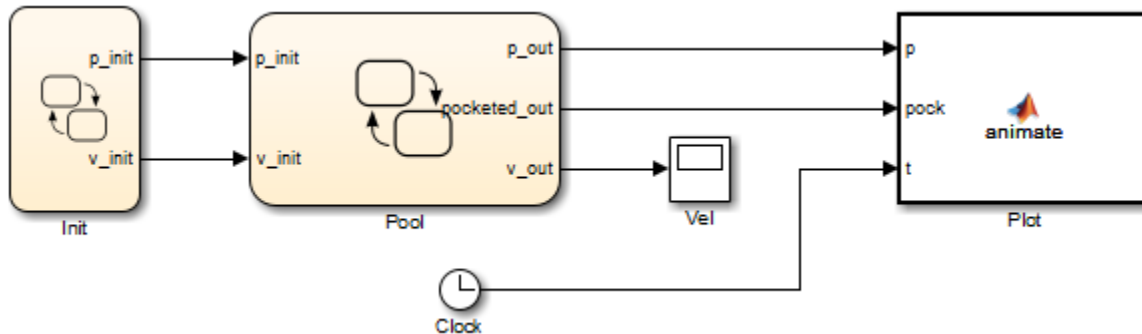 p_init
v_init
Init
p_init
v_init
p_out
pocketed_out
v_out
Pool
Vel
Clock
p
pock
t
animate
Plot